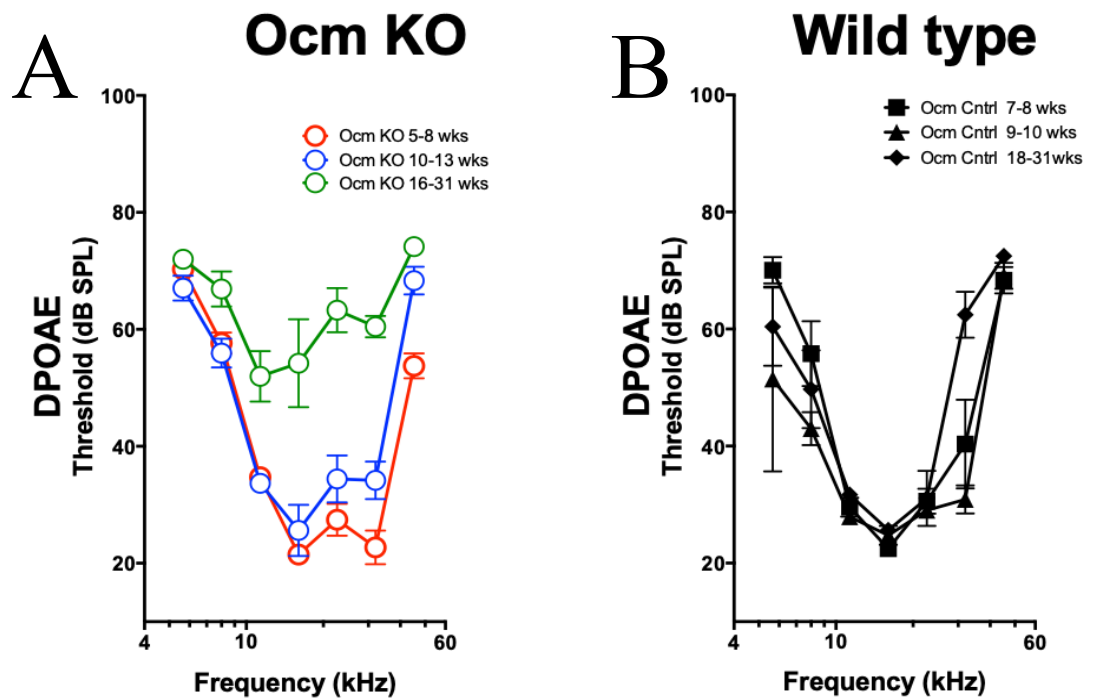 A
Ocm KO
100
80
60
40
20
DPOAE
Threshold (dB SPL)
Ocm KO 5-8 wks
Ocm KO 10-13 wks
Ocm KO 16-31 wks
4
10
60
Frequency (kHz)
B
Wild type
100
80
60
40
20
DPOAE
Threshold (dB SPL)
Ocm Cntrl 7-8 wks
Ocm Cntrl 9-10 wks
Ocm Cntrl 18-31wks
4
10
60
Frequency (kHz)